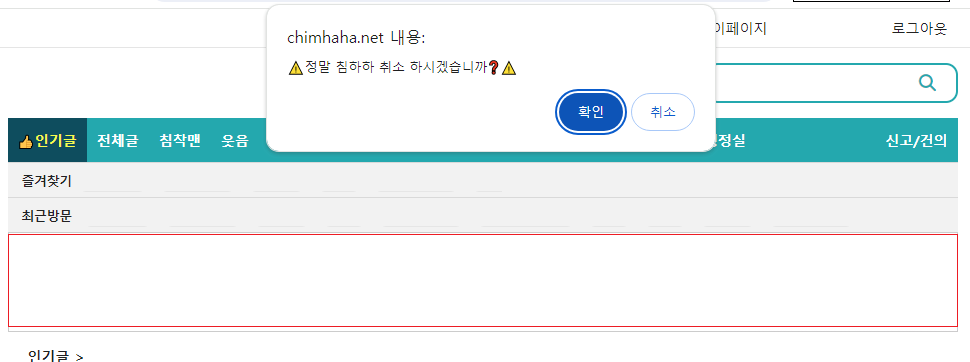 chimhaha.net 내용:
⚠️정말 침하하 취소 하시겠습니까❓⚠️
확인 취소
이페이지 로그아웃
👍인기글 전체글 침착맨 웃음 정실 신고/건의
즐겨찾기
최근방문
인기글 >